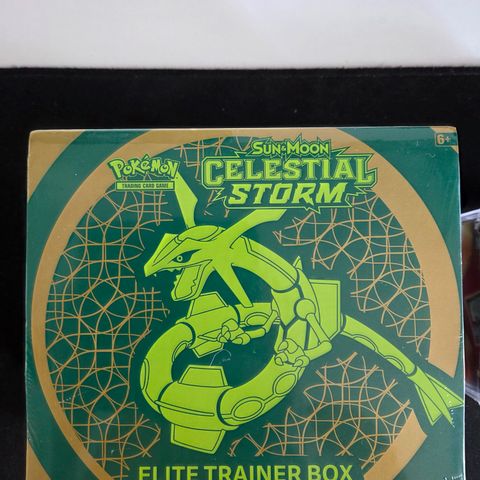 SUN & MOON
6+
Pokémon
TRADING CARD GAME
CELESTIAL
STORM
ELITE TRAINER BOX